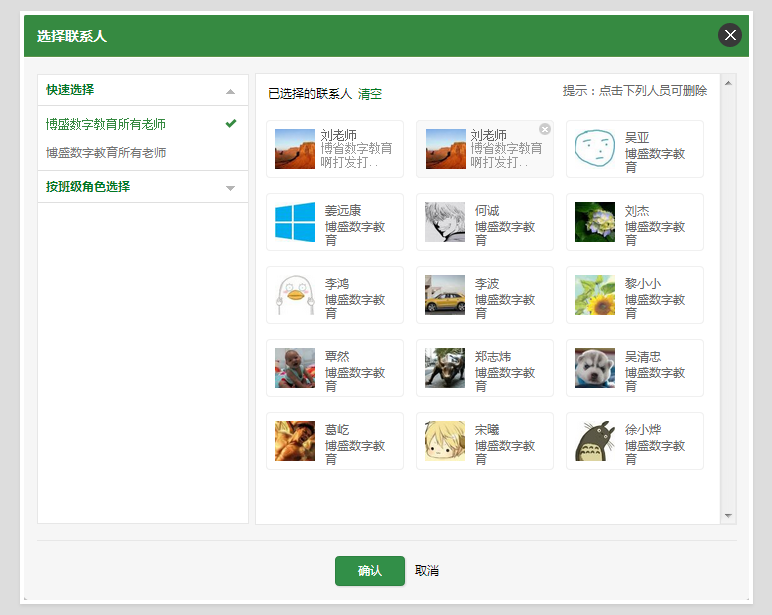 选择联系人
快速选择
博盛数字教育所有老师
博盛数字教育所有老师
按班级角色选择
已选择的联系人 清空
提示：点击下列人员可删除
刘老师
博省数字教育
啊打发打. .
刘老师
博省数字教育
啊打发打. .
吴亚
博盛数字教
育
姜远康
博盛数字教
育
何诚
博盛数字教
育
刘杰
博盛数字教
育
李鸿
博盛数字教
育
李波
博盛数字教
育
黎小小
博盛数字教
育
覃然
博盛数字教
育
郑志炜
博盛数字教
育
吴清忠
博盛数字教
育
葛屹
博盛数字教
育
宋曦
博盛数字教
育
徐小烨
博盛数字教
育
确认
取消